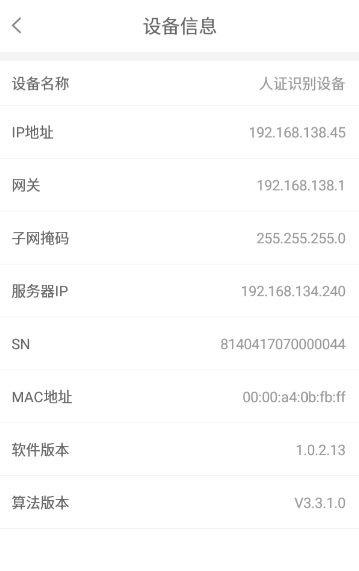 设备信息
设备名称 人证识别设备
IP地址 192.168.138.45
网关 192.168.138.1
子网掩码 255.255.255.0
服务器IP 192.168.134.240
SN 8140417070000044
MAC地址 00:00:a4:0b:fb:ff
软件版本 1.0.2.13
算法版本 V3.3.1.0